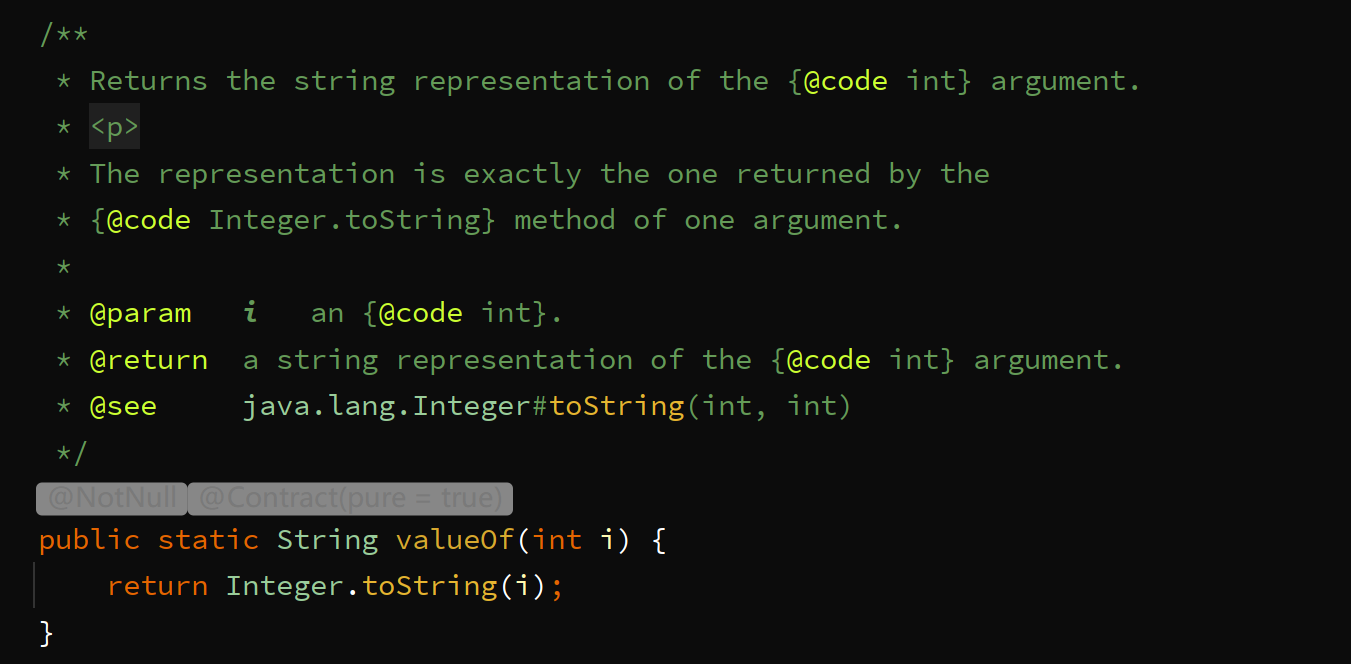 /**
 * Returns the string representation of the {@code int} argument.
 * <p>
 * The representation is exactly the one returned by the
 * {@code Integer.toString} method of one argument.
 *
 * @param   i   an {@code int}.
 * @return  a string representation of the {@code int} argument.
 * @see     java.lang.Integer#toString(int, int)
 */
@NotNull @Contract(pure = true)
public static String valueOf(int i) {
    return Integer.toString(i);
}